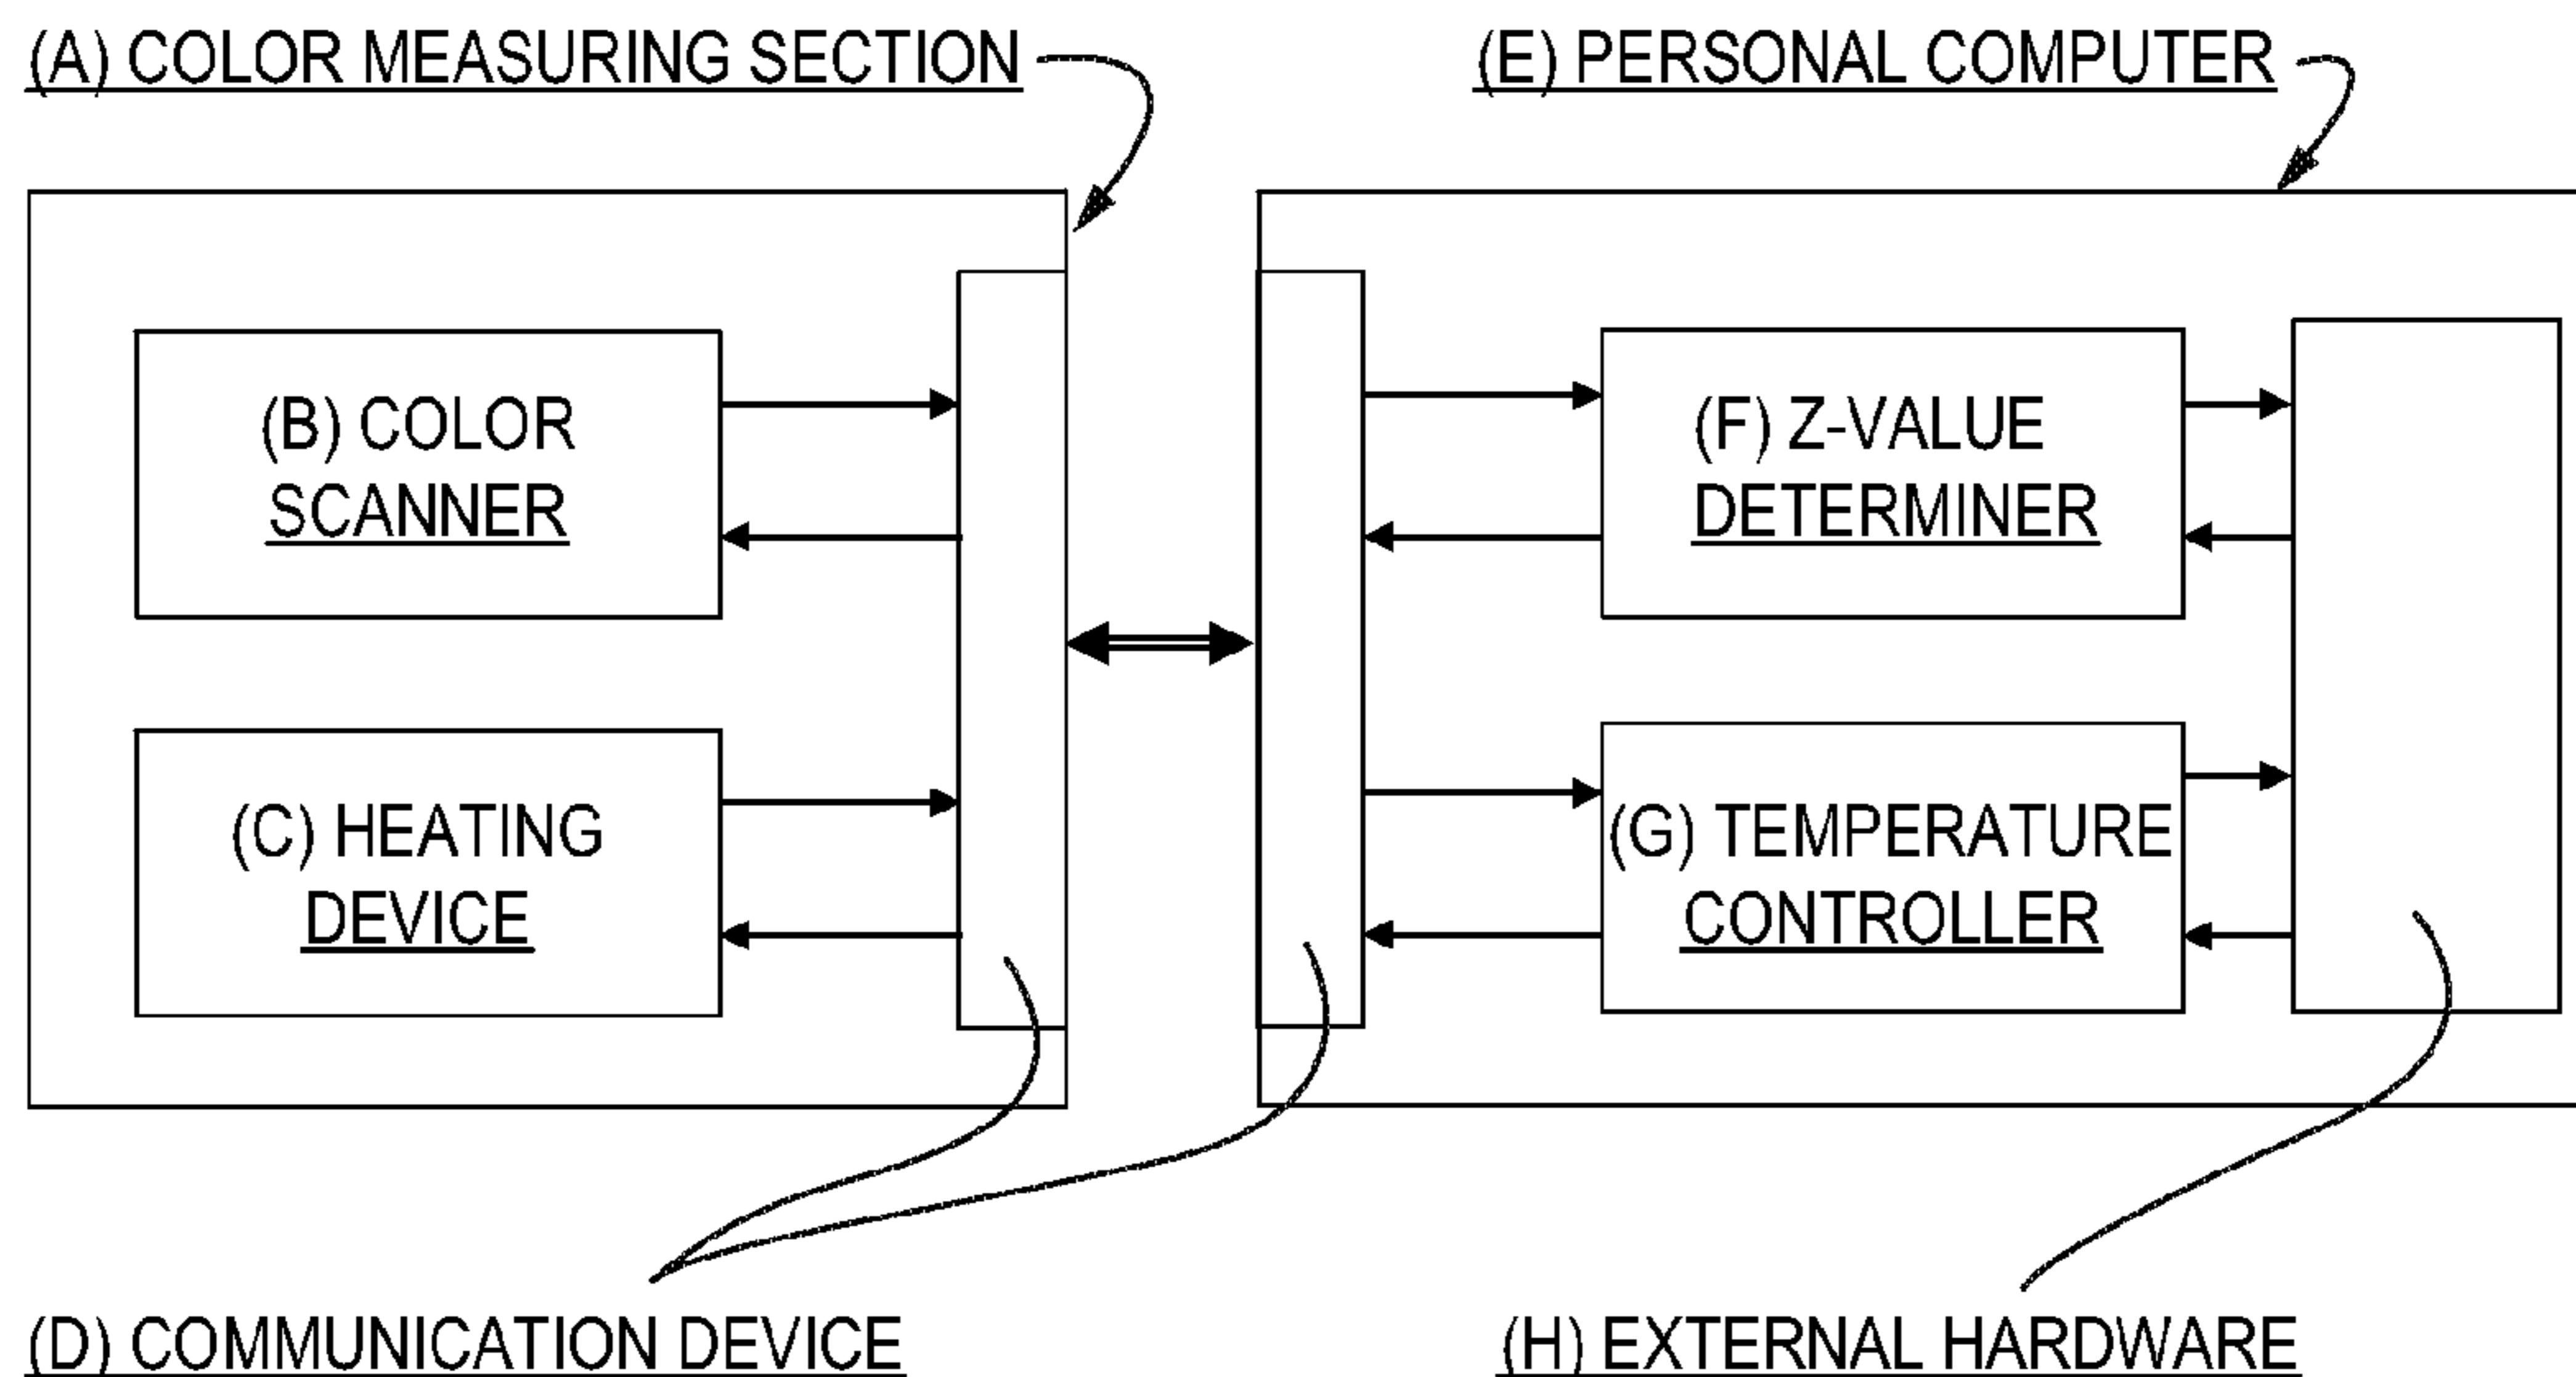 (A) COLOR MEASURING SECTION
(E) PERSONAL COMPUTER
(B) COLOR
SCANNER
(F) Z-VALUE
DETERMINER
(C) HEATING
DEVICE
(G) TEMPERATURE
CONTROLLER
(D) COMMUNICATION DEVICE
(H) EXTERNAL HARDWARE